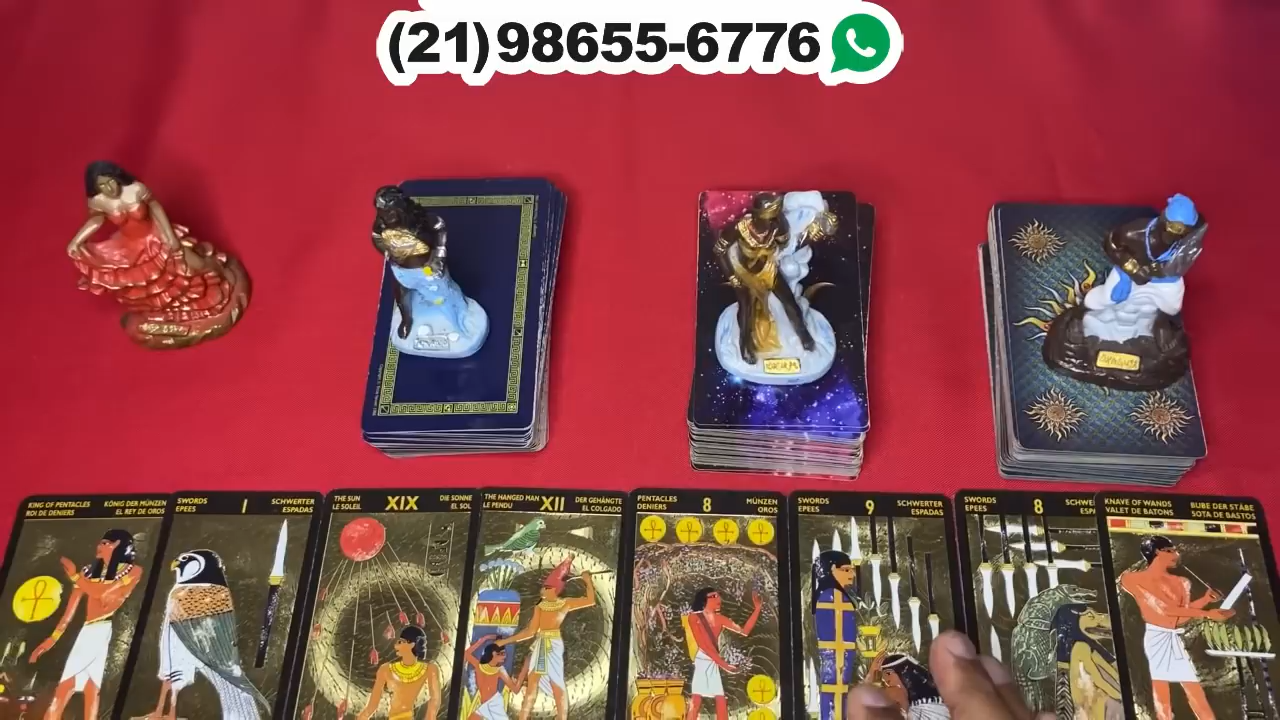 (21) 98655-6776
KING OF PENTACLES KÖNIG DER MÜNZEN
ROI DE DENIERS EL REY DE OROS
SWORDS I SCHWERTER
EPEES ESPADAS
THE SUN XIX DIE SONNE
LE SOLEIL EL SOL
THE HANGED MAN XII DER GEHÄNGTE
LE PENDU EL COLGADO
PENTACLES 8 MÜNZEN
DENIERS OROS
SWORDS 9 SCHWERTER
EPEES ESPADAS
SWORDS 8 SCHWE
EPEES ESP
KNAVE OF WANDS BUBE DER STÄBE
VALET DE BATONS SOTA DE BASTOS